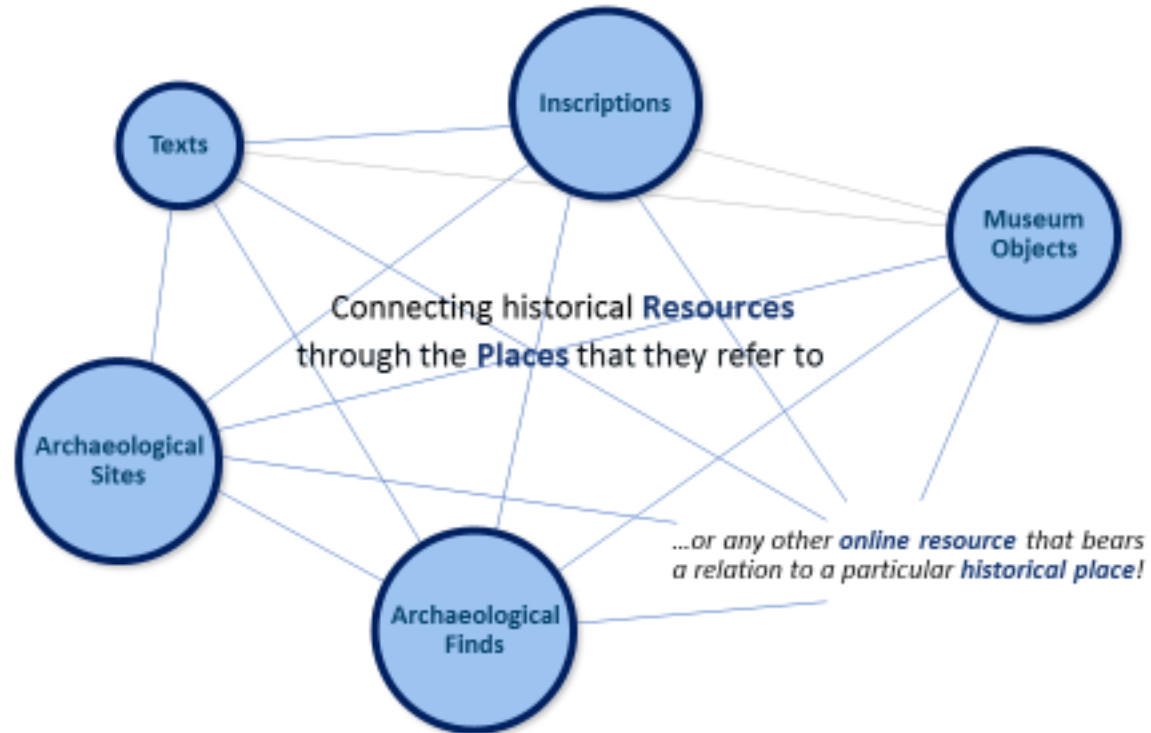 Inscriptions
Texts
Museum
Objects
Connecting historical Resources
through the Places that they refer to
Archaeological
Sites
...or any other online resource that bears
a relation to a particular historical place!
Archaeological
Finds